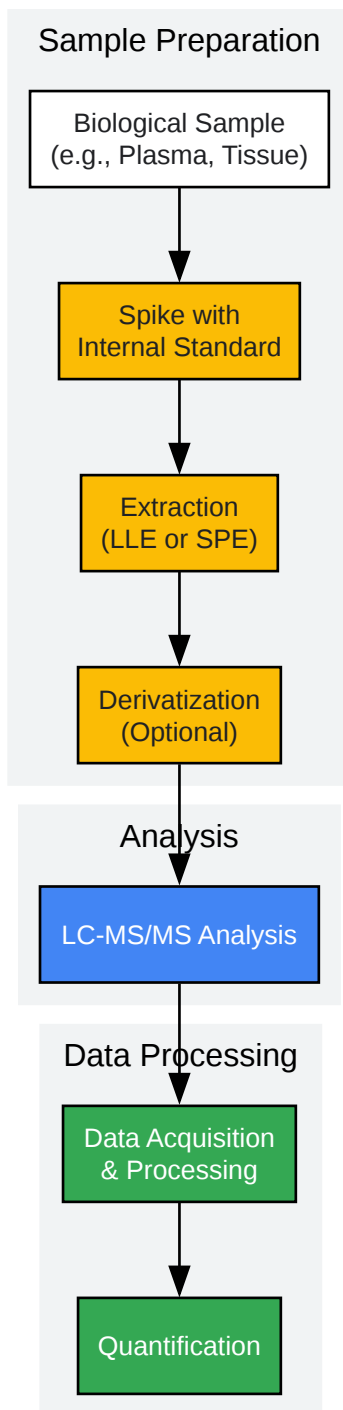 Sample Preparation
Biological Sample
(e.g., Plasma, Tissue)
Spike with
Internal Standard
Extraction
(LLE or SPE)
Derivatization
(Optional)
Analysis
LC-MS/MS Analysis
Data Processing
Data Acquisition
& Processing
Quantification